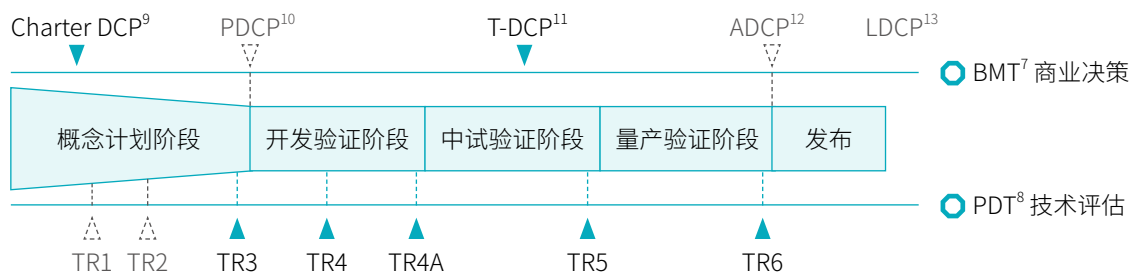 Charter DCP⁹ PDCP¹⁰ T-DCP¹¹ ADCP¹² LDCP¹³
BMT⁷ 商业决策
概念计划阶段 开发验证阶段 中试验证阶段 量产验证阶段 发布
PDT⁸ 技术评估
TR1 TR2 TR3 TR4 TR4A TR5 TR6